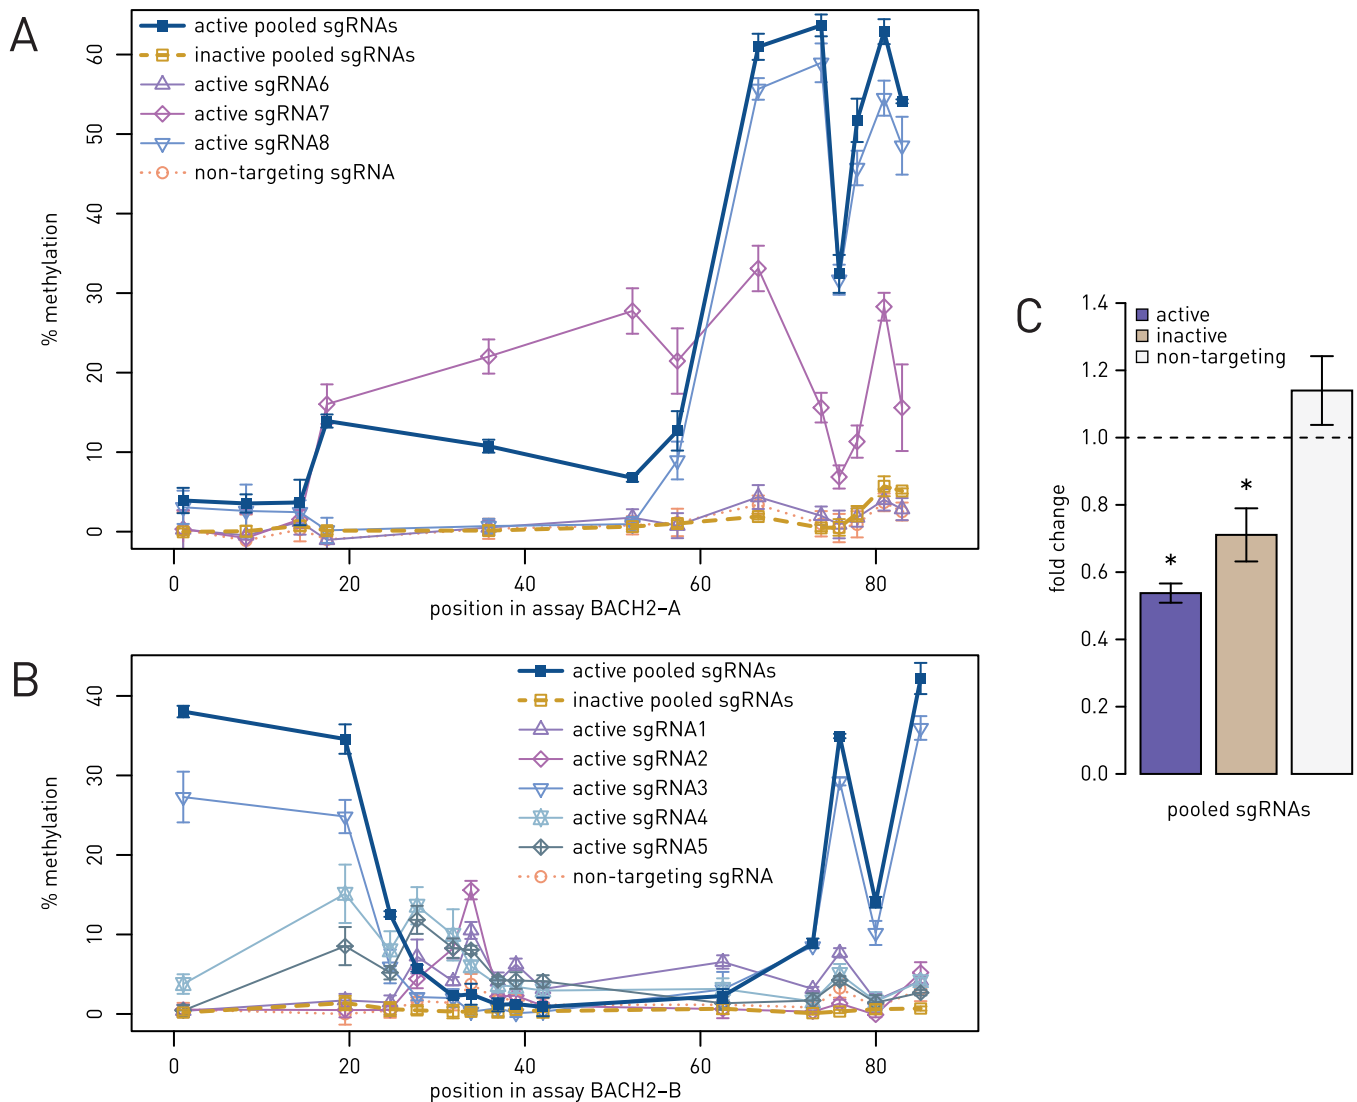 A
active pooled sgRNAs
inactive pooled sgRNAs
active sgRNA6
active sgRNA7
active sgRNA8
non-targeting sgRNA
% methylation
60
50
40
30
20
10
0
0 20 40 60 80
position in assay BACH2–A
B
active pooled sgRNAs
inactive pooled sgRNAs
active sgRNA1
active sgRNA2
active sgRNA3
active sgRNA4
active sgRNA5
non-targeting sgRNA
% methylation
40
30
20
10
0
0 20 40 60 80
position in assay BACH2–B
C
active
inactive
non-targeting
fold change
1.4
1.2
1.0
0.8
0.6
0.4
0.2
0.0
*
*
pooled sgRNAs